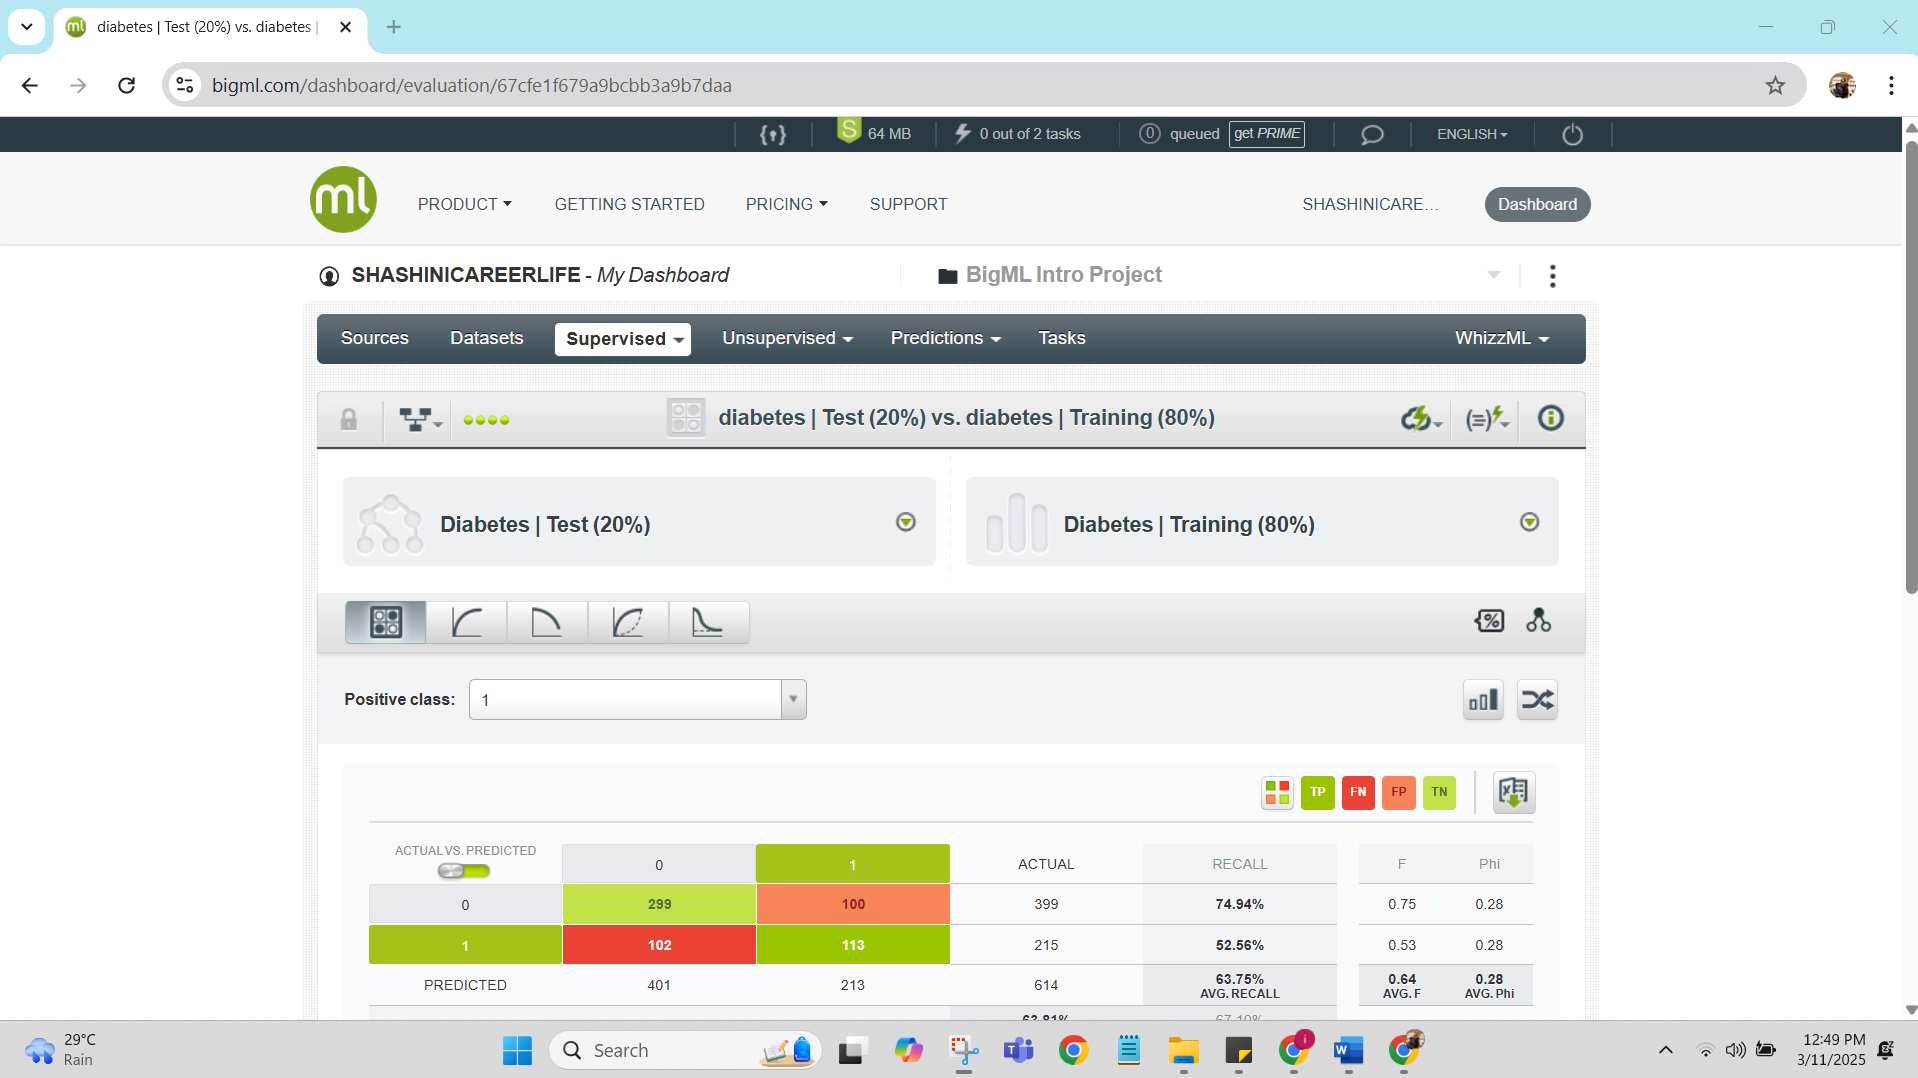 diabetes | Test (20%) vs. diabetes |
bigml.com/dashboard/evaluation/67cfe1f679a9bcbb3a9b7daa
S 64 MB 0 out of 2 tasks 0 queued get PRIME ENGLISH
ml PRODUCT GETTING STARTED PRICING SUPPORT SHASHINICARE... Dashboard
SHASHINICAREERLIFE - My Dashboard BigML Intro Project
Sources Datasets Supervised Unsupervised Predictions Tasks WhizzML
diabetes | Test (20%) vs. diabetes | Training (80%)
Diabetes | Test (20%) Diabetes | Training (80%)
Positive class: 1
TP FN FP TN
ACTUAL VS. PREDICTED 0 1 ACTUAL RECALL F Phi
0 299 100 399 74.94% 0.75 0.28
1 102 113 215 52.56% 0.53 0.28
PREDICTED 401 213 614 63.75% 0.64 0.28
AVG. RECALL AVG. F AVG. Phi
63.81% 67.10%
29°C
Rain
Search
12:49 PM
3/11/2025